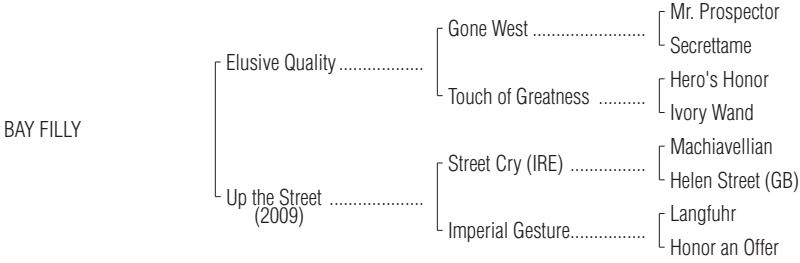 Mr. Prospector
Gone West ........................
Secrettame
Elusive Quality ..................
Hero's Honor
Touch of Greatness ..........
Ivory Wand
BAY FILLY
Machiavellian
Street Cry (IRE) ................
Helen Street (GB)
Up the Street ....................
(2009)
Langfuhr
Imperial Gesture................
Honor an Offer